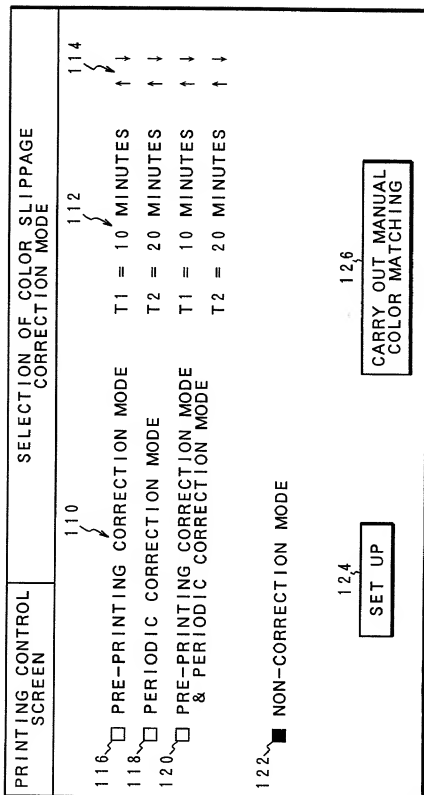 PRINTING CONTROL
SCREEN
SELECTION OF COLOR SLIPPAGE
CORRECTION MODE
110
112
114
116 PRE-PRINTING CORRECTION MODE T1 = 10 MINUTES ↑ ↓
118 PERIODIC CORRECTION MODE T2 = 20 MINUTES ↑ ↓
120 PRE-PRINTING CORRECTION MODE T1 = 10 MINUTES ↑ ↓
& PERIODIC CORRECTION MODE T2 = 20 MINUTES ↑ ↓
122 NON-CORRECTION MODE
124
SET UP
126
CARRY OUT MANUAL
COLOR MATCHING